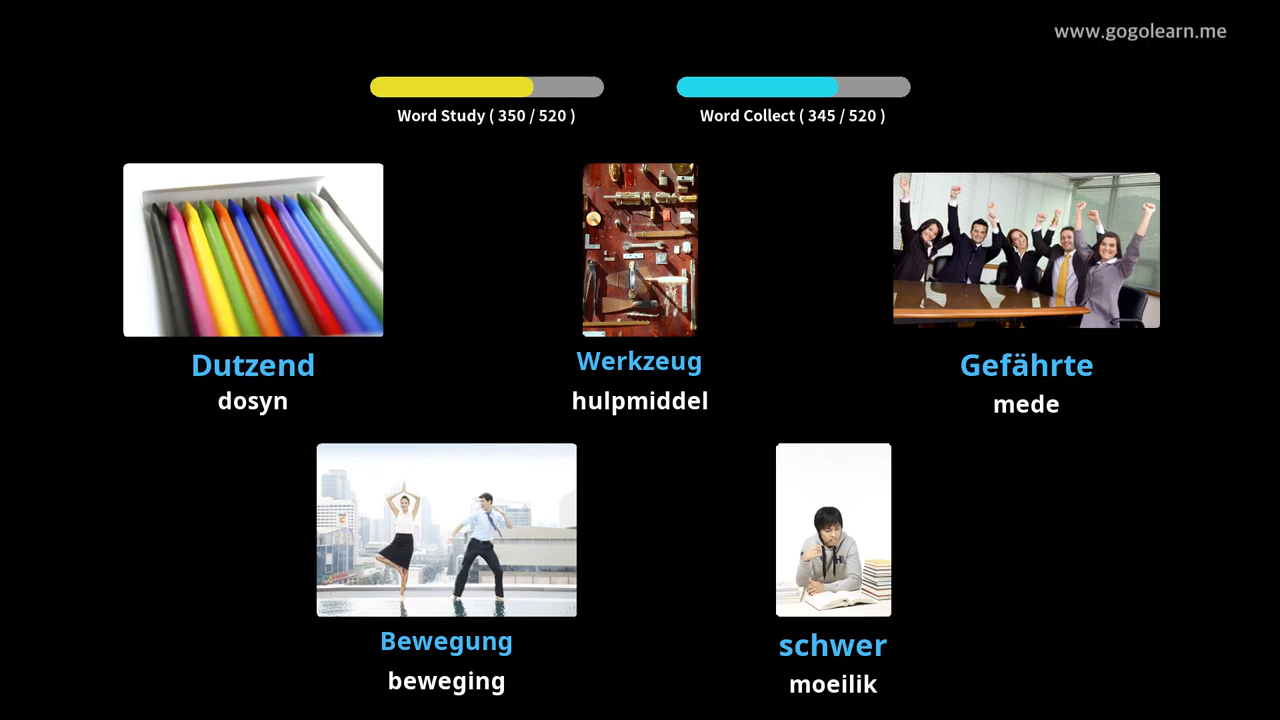 www.gogolearn.me
Word Study ( 350 / 520 )
Word Collect ( 345 / 520 )
Dutzend
dosyn
Werkzeug
hulpmiddel
Gefährte
mede
Bewegung
beweging
schwer
moeilik